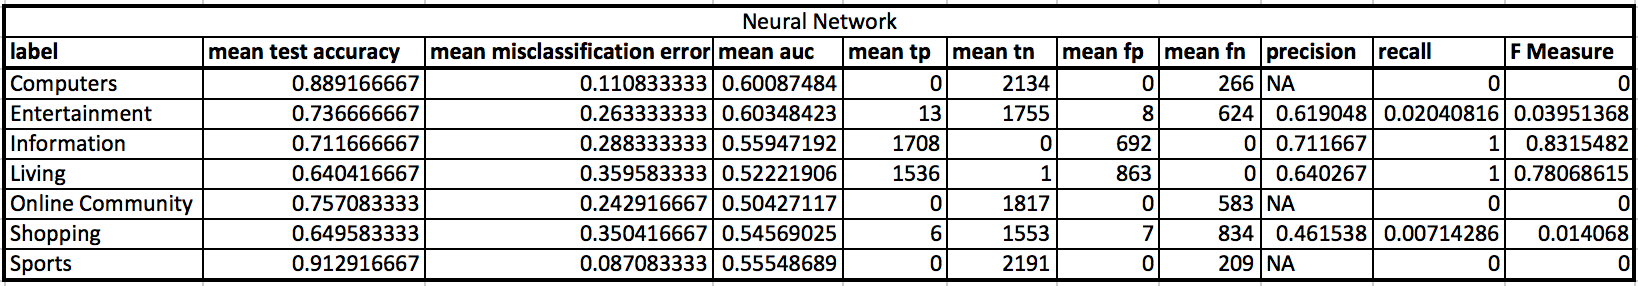 Neural Network
label mean test accuracy mean misclassification error mean auc mean tp mean tn mean fp mean fn precision recall F Measure
Computers 0.889166667 0.110833333 0.60087484 0 2134 0 266 NA 0 0
Entertainment 0.736666667 0.263333333 0.60348423 13 1755 8 624 0.619048 0.02040816 0.03951368
Information 0.711666667 0.288333333 0.55947192 1708 0 692 0 0.711667 1 0.8315482
Living 0.640416667 0.359583333 0.52221906 1536 1 863 0 0.640267 1 0.78068615
Online Community 0.757083333 0.242916667 0.50427117 0 1817 0 583 NA 0 0
Shopping 0.649583333 0.350416667 0.54569025 6 1553 7 834 0.461538 0.00714286 0.014068
Sports 0.912916667 0.087083333 0.55548689 0 2191 0 209 NA 0 0